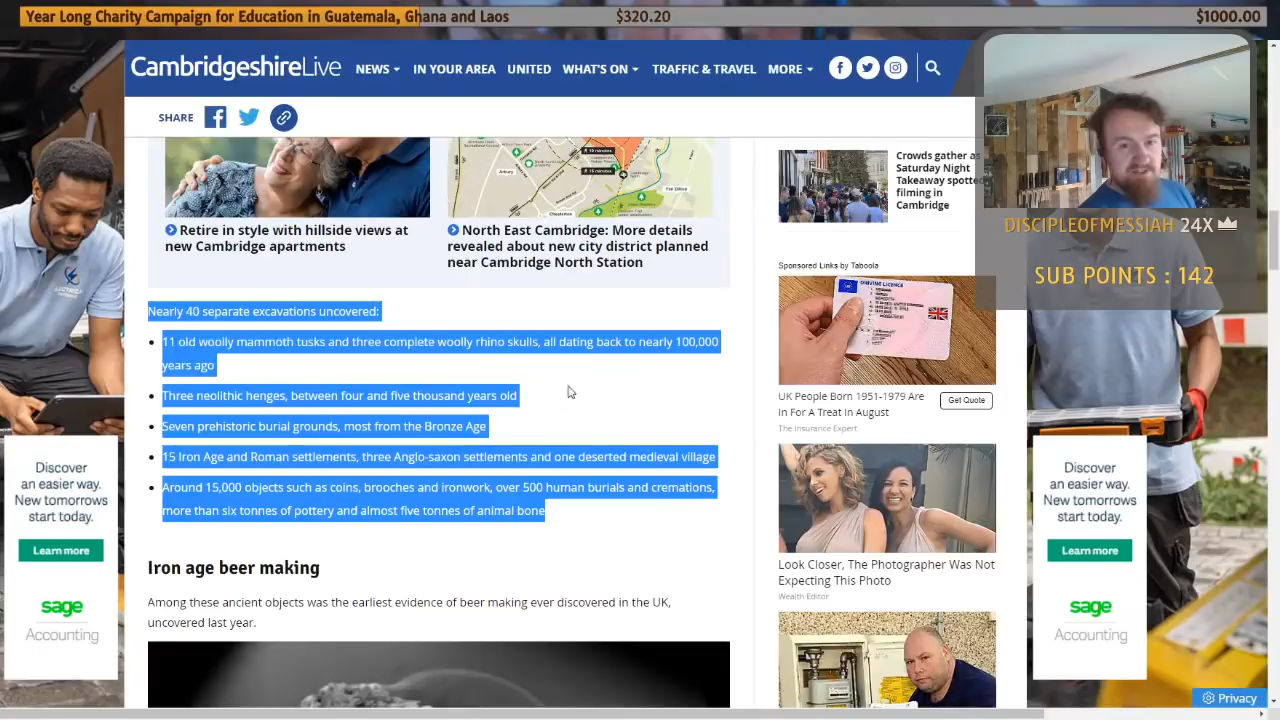 Year Long Charity Campaign for Education in Guatemala, Ghana and Laos
$320.20
$1000.00
CambridgeshireLive
NEWS
IN YOUR AREA
UNITED
WHAT'S ON
TRAFFIC & TRAVEL
MORE
SHARE
Retire in style with hillside views at
new Cambridge apartments
North East Cambridge: More details
revealed about new city district planned
near Cambridge North Station
Nearly 40 separate excavations uncovered:
11 old woolly mammoth tusks and three complete woolly rhino skulls, all dating back to nearly 100,000
years ago
Three neolithic henges, between four and five thousand years old
Seven prehistoric burial grounds, most from the Bronze Age
15 Iron Age and Roman settlements, three Anglo-saxon settlements and one deserted medieval village
Around 15,000 objects such as coins, brooches and ironwork, over 500 human burials and cremations,
more than six tonnes of pottery and almost five tonnes of animal bone
Iron age beer making
Among these ancient objects was the earliest evidence of beer making ever discovered in the UK,
uncovered last year.
Crowds gather as
Saturday Night
Takeaway spotted
filming in
Cambridge
Sponsored Links by Taboola
UK People Born 1951-1979 Are
In For A Treat In August
The Insurance Expert
Get Quote
Look Closer, The Photographer Was Not
Expecting This Photo
Wealth Editor
DISCIPLEOFMESSIAH 24X
SUB POINTS : 142
Discover
an easier way.
New tomorrows
start today.
Learn more
sage
Accounting
Discover
an easier way.
New tomorrows
start today.
Learn more
sage
Accounting
Privacy